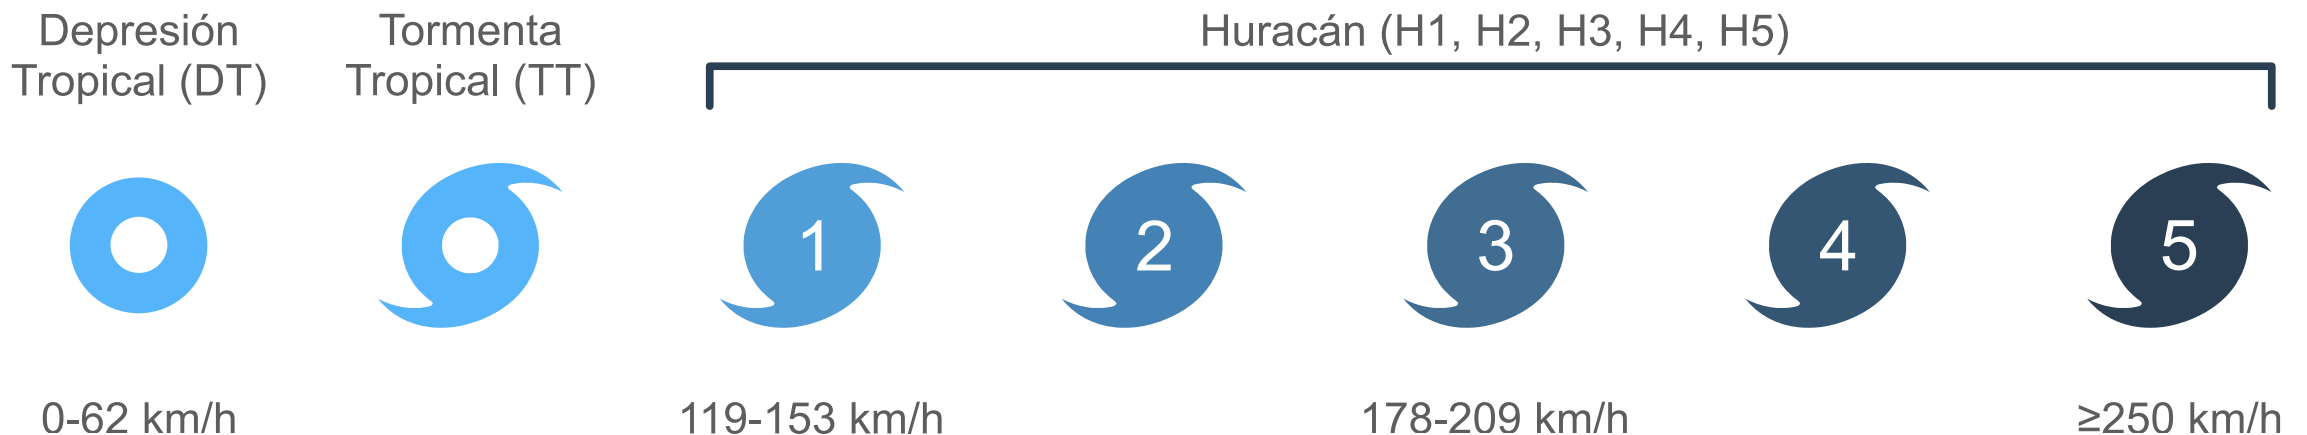 Depresión
Tropical (DT)
Tormenta
Tropical (TT)
Huracán (H1, H2, H3, H4, H5)
1
2
3
4
5
0-62 km/h
119-153 km/h
178-209 km/h
≥250 km/h